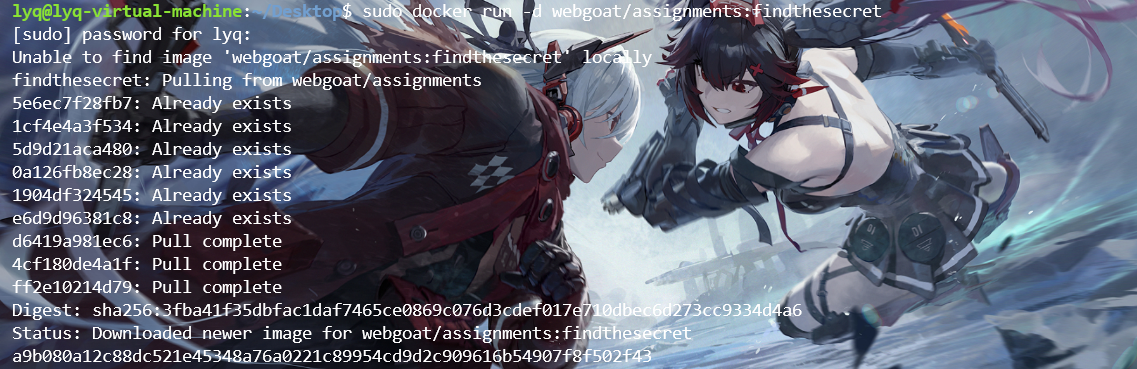 lyq@lyq-virtual-machine:~/Desktop$ sudo docker run -d webgoat/assignments:findthesecret
[sudo] password for lyq:
Unable to find image 'webgoat/assignments:findthesecret' locally
findthesecret: Pulling from webgoat/assignments
5e6ec7f28fb7: Already exists
1cf4e4a3f534: Already exists
5d9d21aca480: Already exists
0a126fb8ec28: Already exists
1904df324545: Already exists
e6d9d96381c8: Already exists
d6419a981ec6: Pull complete
4cf180de4a1f: Pull complete
ff2e10214d79: Pull complete
Digest: sha256:3fba41f35dbfac1daf7465ce0869c076d3cdef017e710dbec6d273cc9334d4a6
Status: Downloaded newer image for webgoat/assignments:findthesecret
a9b080a12c88dc521e45348a76a0221c89954cd9d2c909616b54907f8f502f43